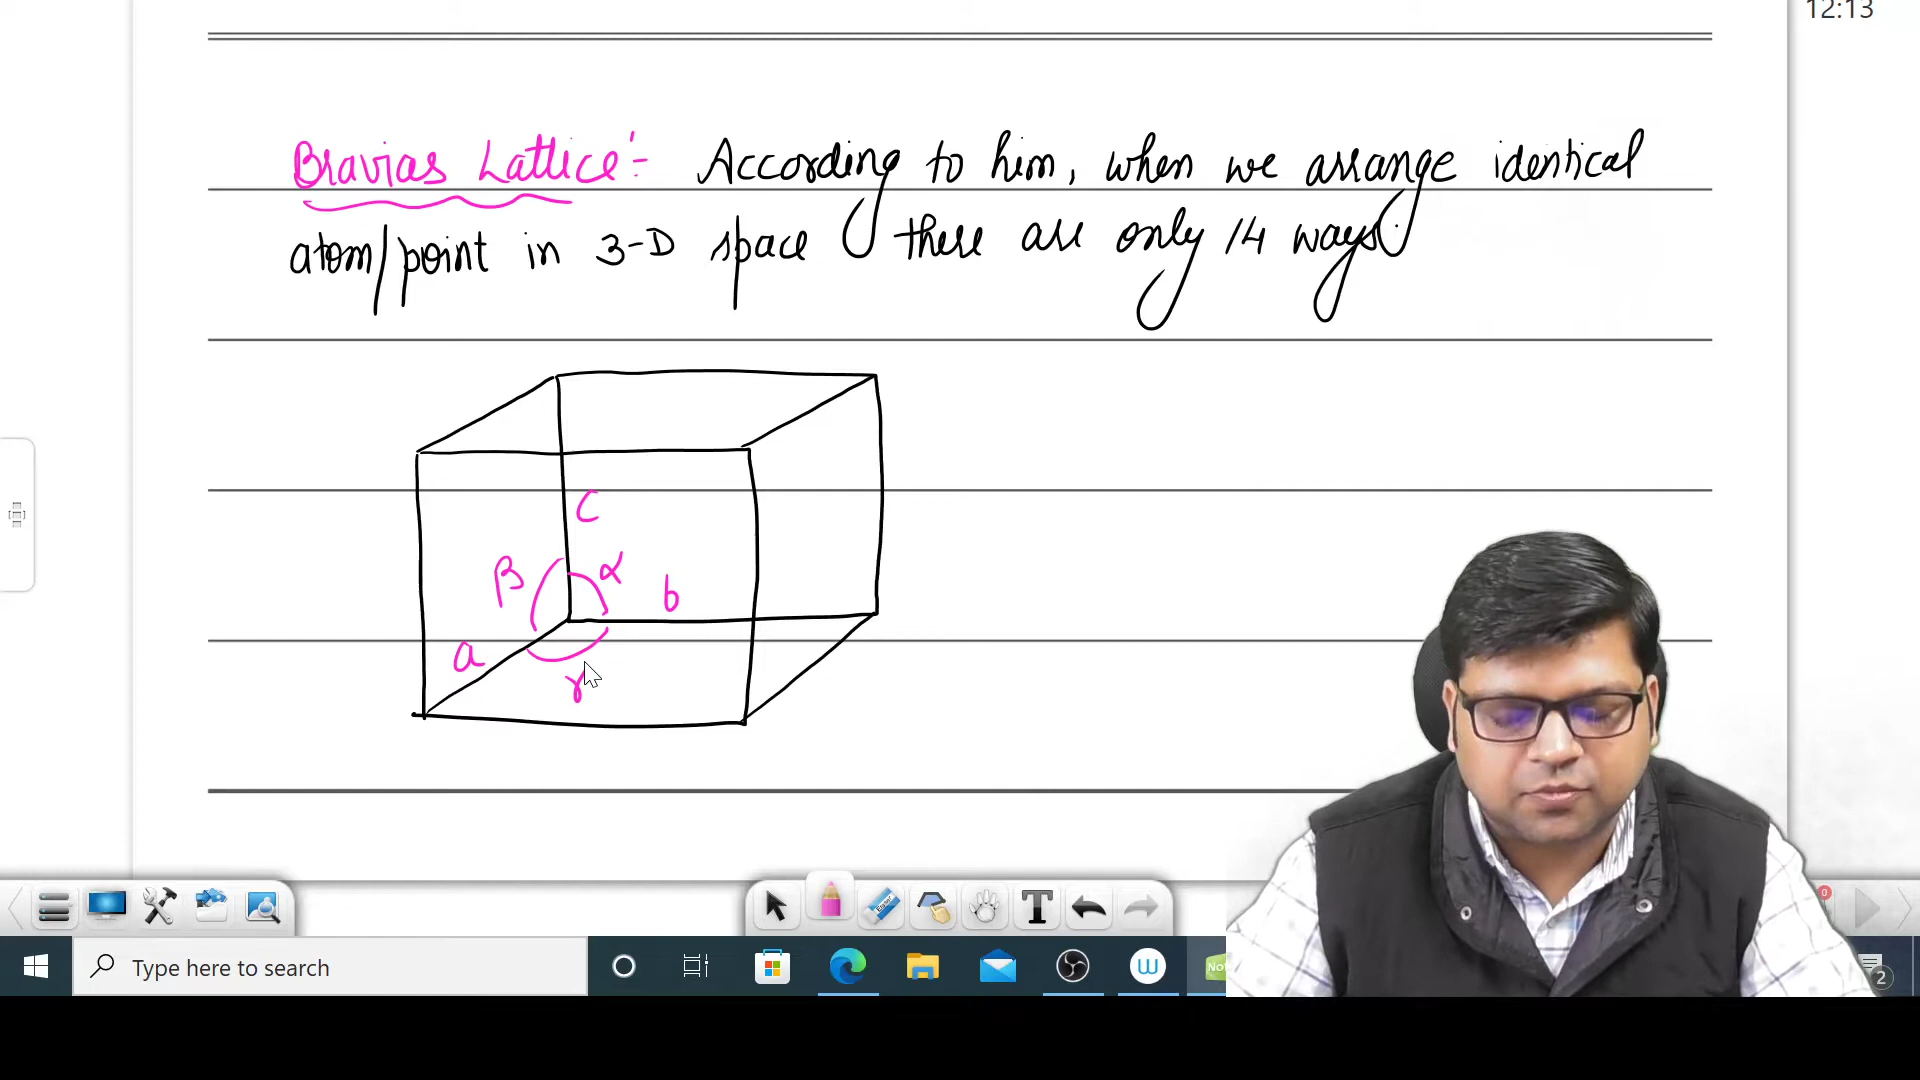 12:13
Bravias Lattice:- According to him, when we arrange identical
atom/point in 3-D space there are only 14 ways.
C
β α b
a
γ
T
Type here to search
2